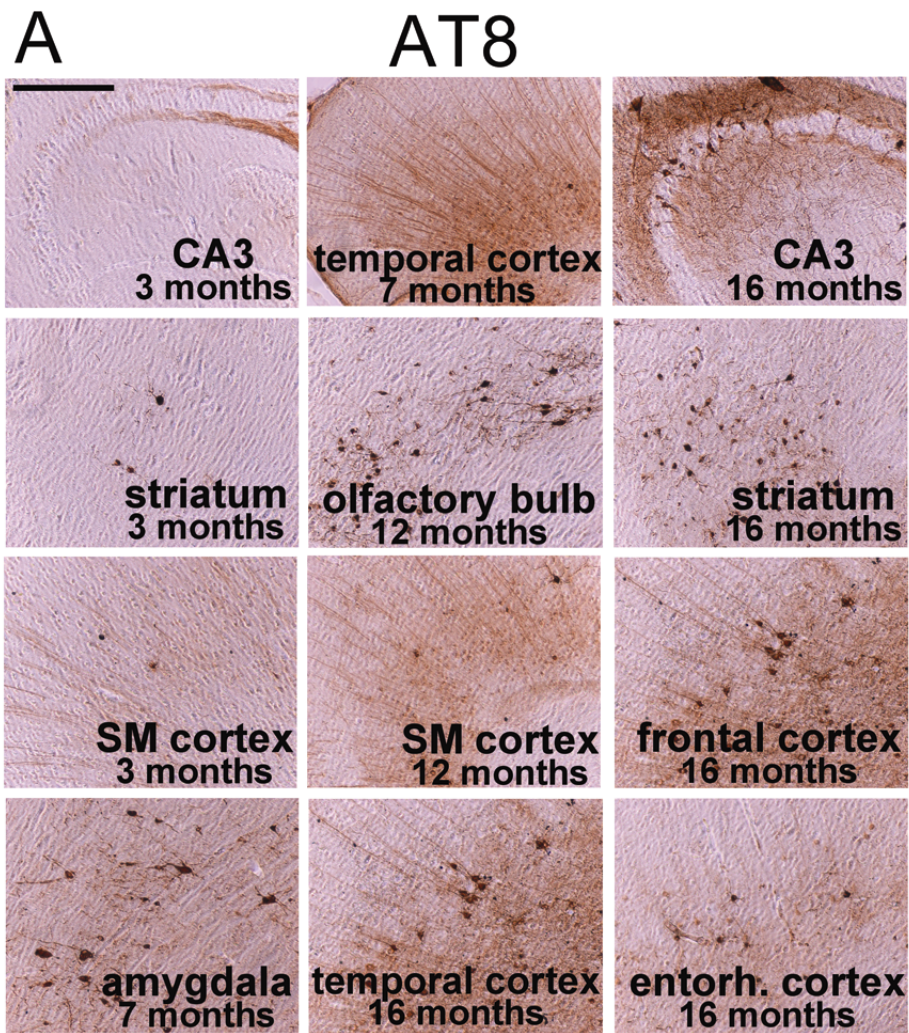 A
AT8
CA3
3 months
temporal cortex
7 months
CA3
16 months
striatum
3 months
olfactory bulb
12 months
striatum
16 months
SM cortex
3 months
SM cortex
12 months
frontal cortex
16 months
amygdala
7 months
temporal cortex
16 months
entorh. cortex
16 months